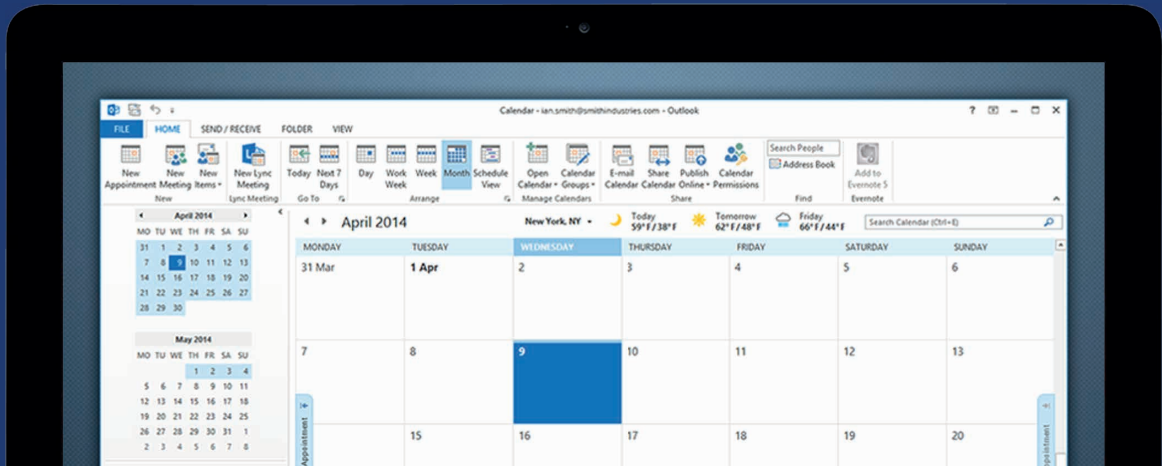 Calendar - ian.smith@smithindustries.com - Outlook
?
FILE HOME SEND / RECEIVE FOLDER VIEW
New Appointment
New Meeting
New Items
New Lync Meeting
Today
Next 7 Days
Day
Work Week
Week
Month
Schedule View
Open Calendar
Calendar Groups
E-mail Calendar
Share Calendar
Publish Online
Calendar Permissions
Search People
Address Book
Add to Evernote 5
New
Lync Meeting
Go To
Arrange
Manage Calendars
Share
Find
Evernote
April 2014
MO TU WE TH FR SA SU
31 1 2 3 4 5 6
7 8 9 10 11 12 13
14 15 16 17 18 19 20
21 22 23 24 25 26 27
28 29 30
May 2014
MO TU WE TH FR SA SU
1 2 3 4
5 6 7 8 9 10 11
12 13 14 15 16 17 18
19 20 21 22 23 24 25
26 27 28 29 30 31 1
2 3 4 5 6 7 8
April 2014
New York, NY
Today
59°F/38°F
Tomorrow
62°F/48°F
Friday
66°F/44°F
Search Calendar (Ctrl+E)
MONDAY TUESDAY WEDNESDAY THURSDAY FRIDAY SATURDAY SUNDAY
31 Mar 1 Apr 2 3 4 5 6
7 8 9 10 11 12 13
15 16 17 18 19 20
Appointment